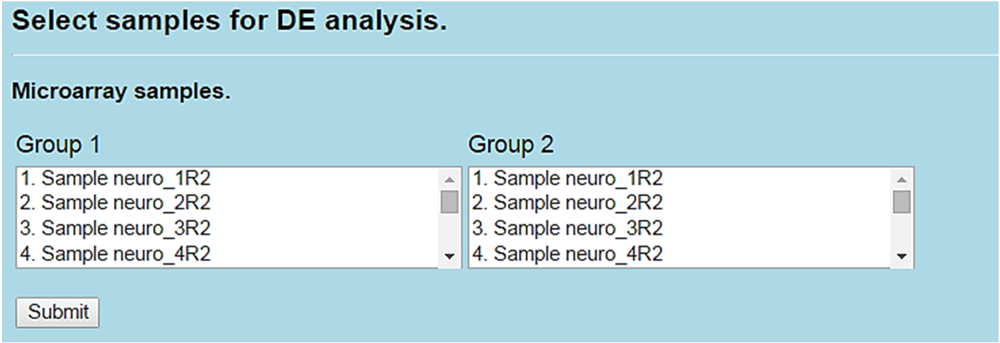 Select samples for DE analysis.
Microarray samples.
Group 1
1. Sample neuro_1R2
2. Sample neuro_2R2
3. Sample neuro_3R2
4. Sample neuro_4R2
Group 2
1. Sample neuro_1R2
2. Sample neuro_2R2
3. Sample neuro_3R2
4. Sample neuro_4R2
Submit